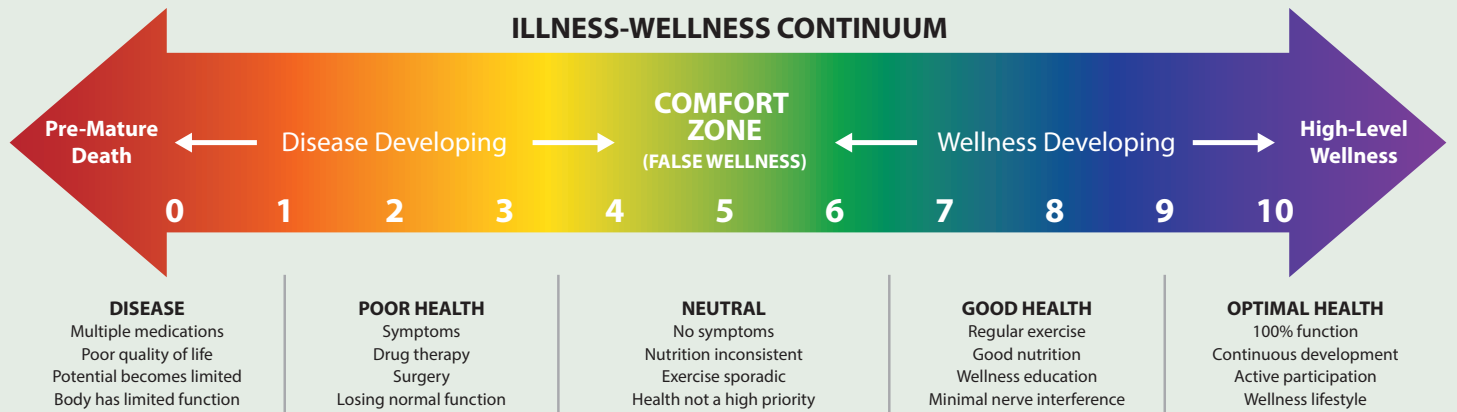 ILLNESS-WELLNESS CONTINUUM
Pre-Mature
Death
Disease Developing
COMFORT
ZONE
(FALSE WELLNESS)
Wellness Developing
High-Level
Wellness
0 1 2 3 4 5 6 7 8 9 10
DISEASE
Multiple medications
Poor quality of life
Potential becomes limited
Body has limited function
POOR HEALTH
Symptoms
Drug therapy
Surgery
Losing normal function
NEUTRAL
No symptoms
Nutrition inconsistent
Exercise sporadic
Health not a high priority
GOOD HEALTH
Regular exercise
Good nutrition
Wellness education
Minimal nerve interference
OPTIMAL HEALTH
100% function
Continuous development
Active participation
Wellness lifestyle